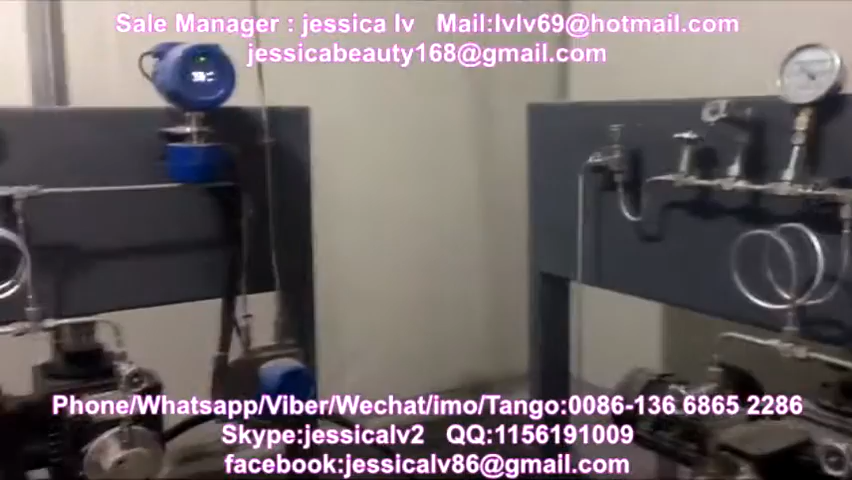 Sale Manager : jessica lv Mail:lvlv69@hotmail.com
jessicabeauty168@gmail.com
Phone/Whatsapp/Viber/Wechat/imo/Tango:0086-136 6865 2286
Skype:jessicalv2 QQ:1156191009
facebook:jessicalv86@gmail.com